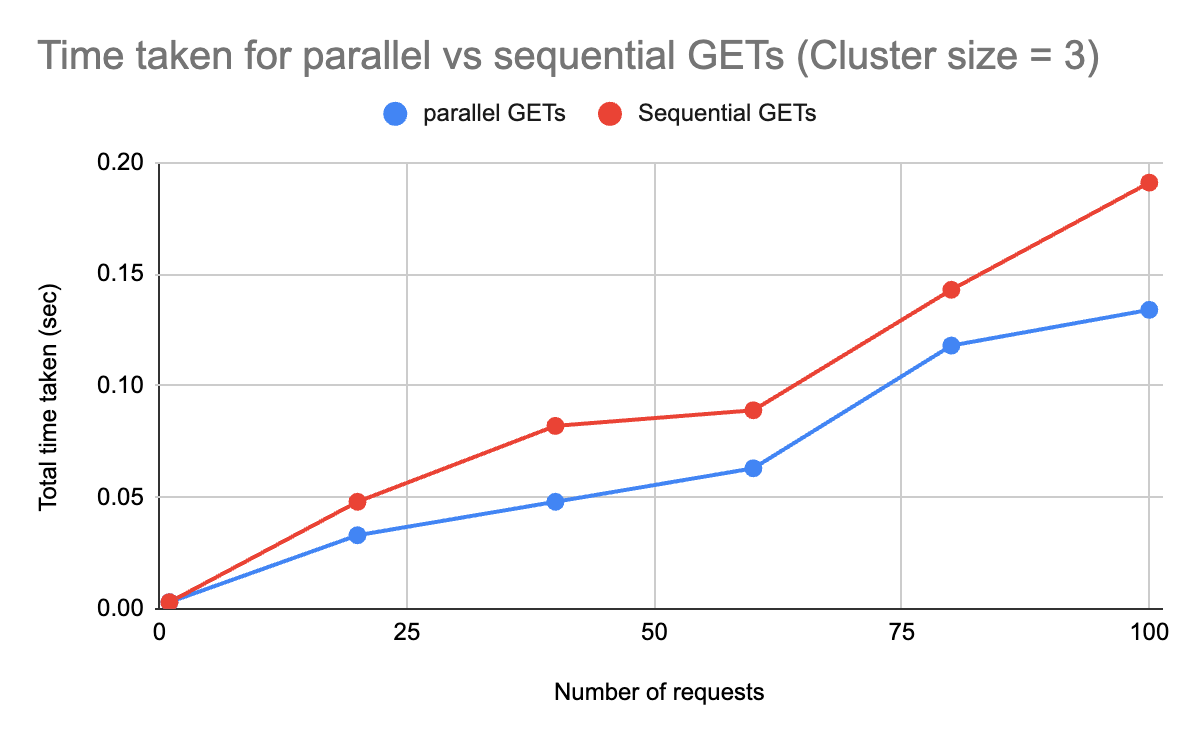 Time taken for parallel vs sequential GETs (Cluster size = 3)
parallel GETs
Sequential GETs
0.20
0.15
0.10
0.05
0.00
Total time taken (sec)
0
25
50
75
100
Number of requests